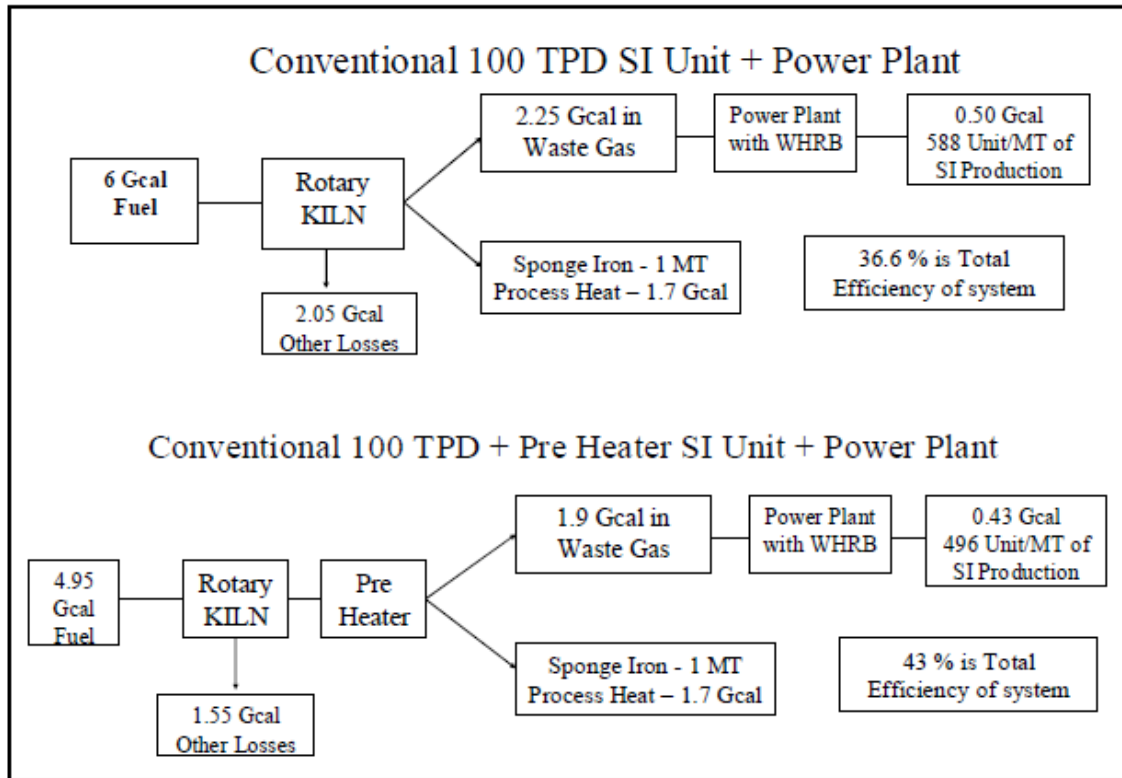 Conventional 100 TPD SI Unit + Power Plant
6 Gcal
Fuel
Rotary
KILN
2.25 Gcal in
Waste Gas
Power Plant
with WHRB
0.50 Gcal
588 Unit/MT of
SI Production
Sponge Iron - 1 MT
Process Heat – 1.7 Gcal
36.6 % is Total
Efficiency of system
2.05 Gcal
Other Losses
Conventional 100 TPD + Pre Heater SI Unit + Power Plant
4.95
Gcal
Fuel
Rotary
KILN
Pre
Heater
1.9 Gcal in
Waste Gas
Power Plant
with WHRB
0.43 Gcal
496 Unit/MT of
SI Production
Sponge Iron - 1 MT
Process Heat – 1.7 Gcal
43 % is Total
Efficiency of system
1.55 Gcal
Other Losses